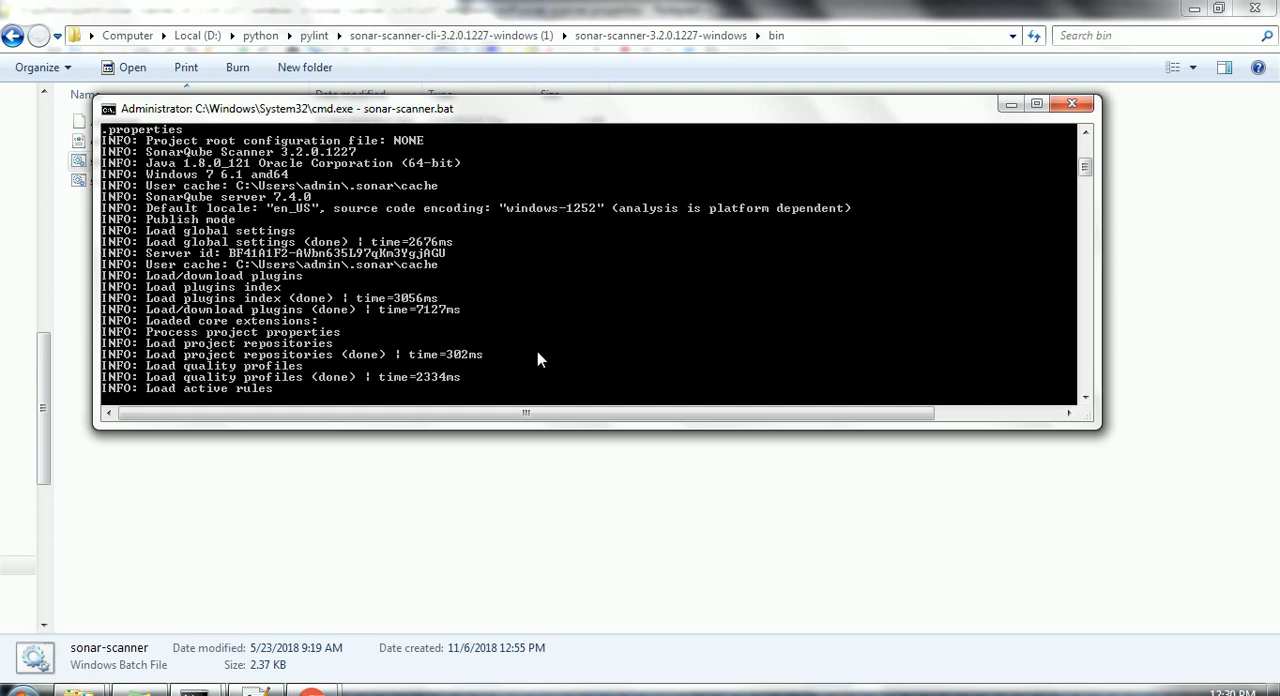 Computer ▸ Local (D:) ▸ python ▸ pylint ▸ sonar-scanner-cli-3.2.0.1227-windows (1) ▸ sonar-scanner-3.2.0.1227-windows ▸ bin
Search bin
Organize Open Print Burn New folder
Administrator: C:\Windows\System32\cmd.exe - sonar-scanner.bat
.properties
INFO: Project root configuration file: NONE
INFO: SonarQube Scanner 3.2.0.1227
INFO: Java 1.8.0_121 Oracle Corporation (64-bit)
INFO: Windows 7 6.1 amd64
INFO: User cache: C:\Users\admin\.sonar\cache
INFO: SonarQube server 7.4.0
INFO: Default locale: "en_US", source code encoding: "windows-1252" (analysis is platform dependent)
INFO: Publish mode
INFO: Load global settings
INFO: Load global settings (done) | time=2676ms
INFO: Server id: BF41A1F2-AWbn635L97qKm3YgjAGU
INFO: User cache: C:\Users\admin\.sonar\cache
INFO: Load/download plugins
INFO: Load plugins index
INFO: Load plugins index (done) | time=3056ms
INFO: Load/download plugins (done) | time=7127ms
INFO: Loaded core extensions:
INFO: Process project properties
INFO: Load project repositories
INFO: Load project repositories (done) | time=302ms
INFO: Load quality profiles
INFO: Load quality profiles (done) | time=2334ms
INFO: Load active rules
sonar-scanner Date modified: 5/23/2018 9:19 AM Date created: 11/6/2018 12:55 PM
Windows Batch File Size: 2.37 KB
12:30 PM